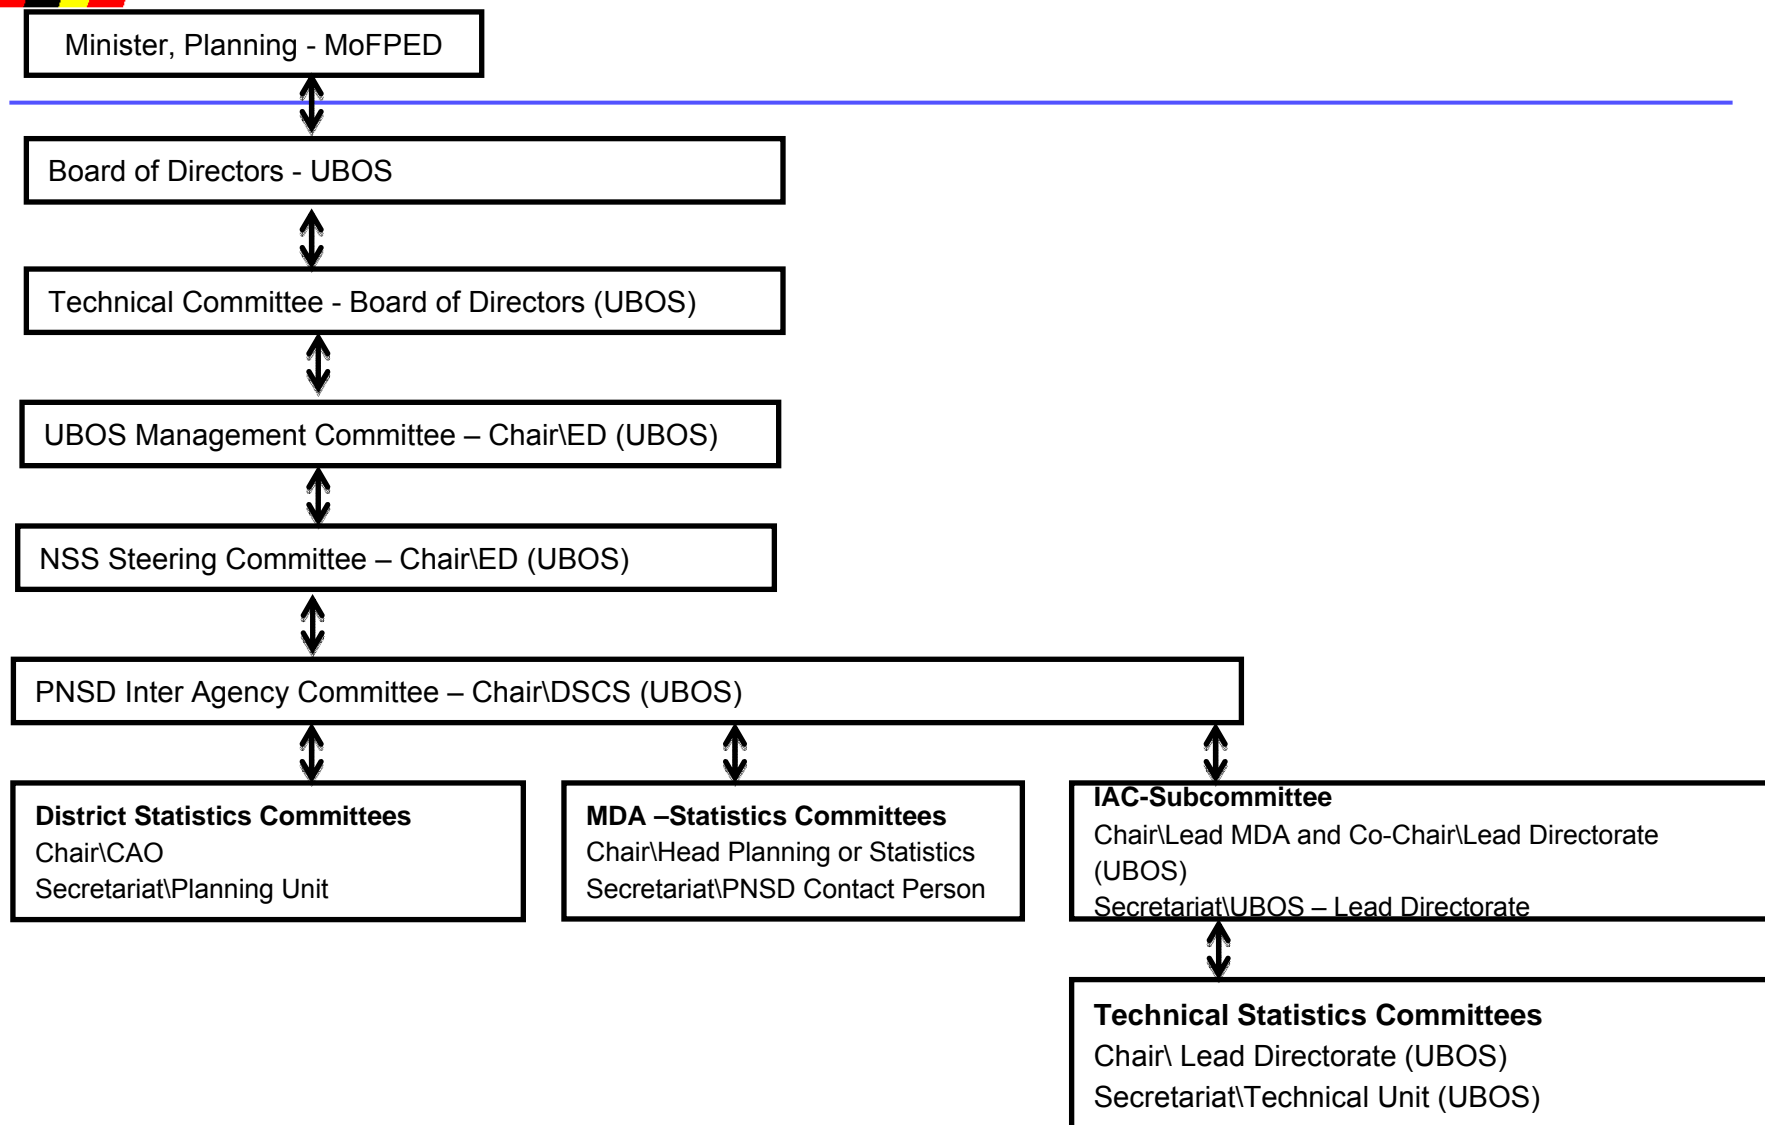 Minister, Planning - MoFPED
Board of Directors - UBOS
Technical Committee - Board of Directors (UBOS)
UBOS Management Committee – Chair\ED (UBOS)
NSS Steering Committee – Chair\ED (UBOS)
PNSD Inter Agency Committee – Chair\DSCS (UBOS)
District Statistics Committees
Chair\CAO
Secretariat\Planning Unit
MDA –Statistics Committees
Chair\Head Planning or Statistics
Secretariat\PNSD Contact Person
IAC-Subcommittee
Chair\Lead MDA and Co-Chair\Lead Directorate
(UBOS)
Secretariat\UBOS – Lead Directorate
Technical Statistics Committees
Chair\ Lead Directorate (UBOS)
Secretariat\Technical Unit (UBOS)